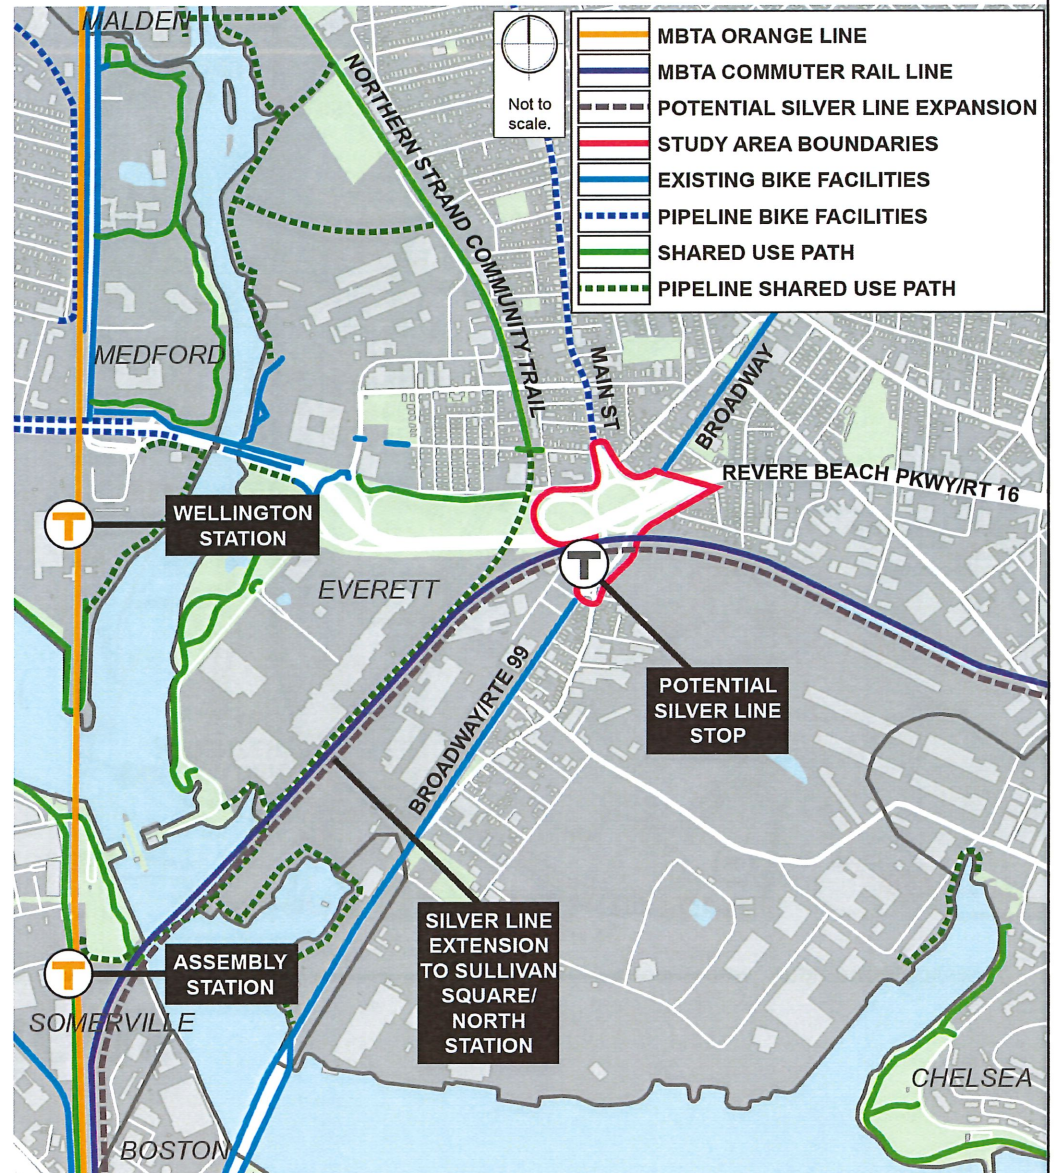 MALDEN
Not to
scale.
MBTA ORANGE LINE
MBTA COMMUTER RAIL LINE
POTENTIAL SILVER LINE EXPANSION
STUDY AREA BOUNDARIES
EXISTING BIKE FACILITIES
PIPELINE BIKE FACILITIES
SHARED USE PATH
PIPELINE SHARED USE PATH
NORTHERN STRAND COMMUNITY TRAIL
MEDFORD
MAIN ST
BROADWAY
REVERE BEACH PKWY/RT 16
T
WELLINGTON
STATION
T
EVERETT
POTENTIAL
SILVER LINE
STOP
BROADWAY/RTE 99
SILVER LINE
EXTENSION
TO SULLIVAN
SQUARE/
NORTH
STATION
T
ASSEMBLY
STATION
SOMERVILLE
CHELSEA
BOSTON